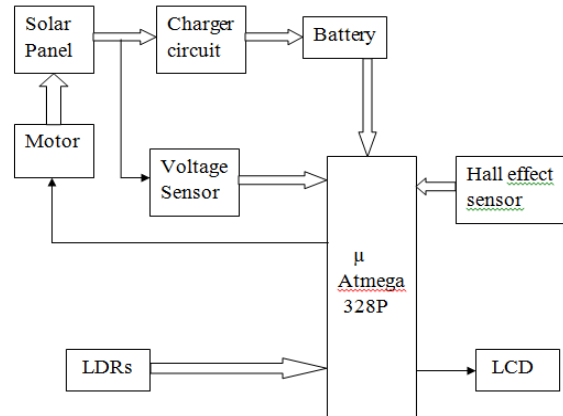 Solar
Panel
Charger
circuit
Battery
Motor
Voltage
Sensor
Hall effect
sensor
μ
Atmega
328P
LDRs
LCD